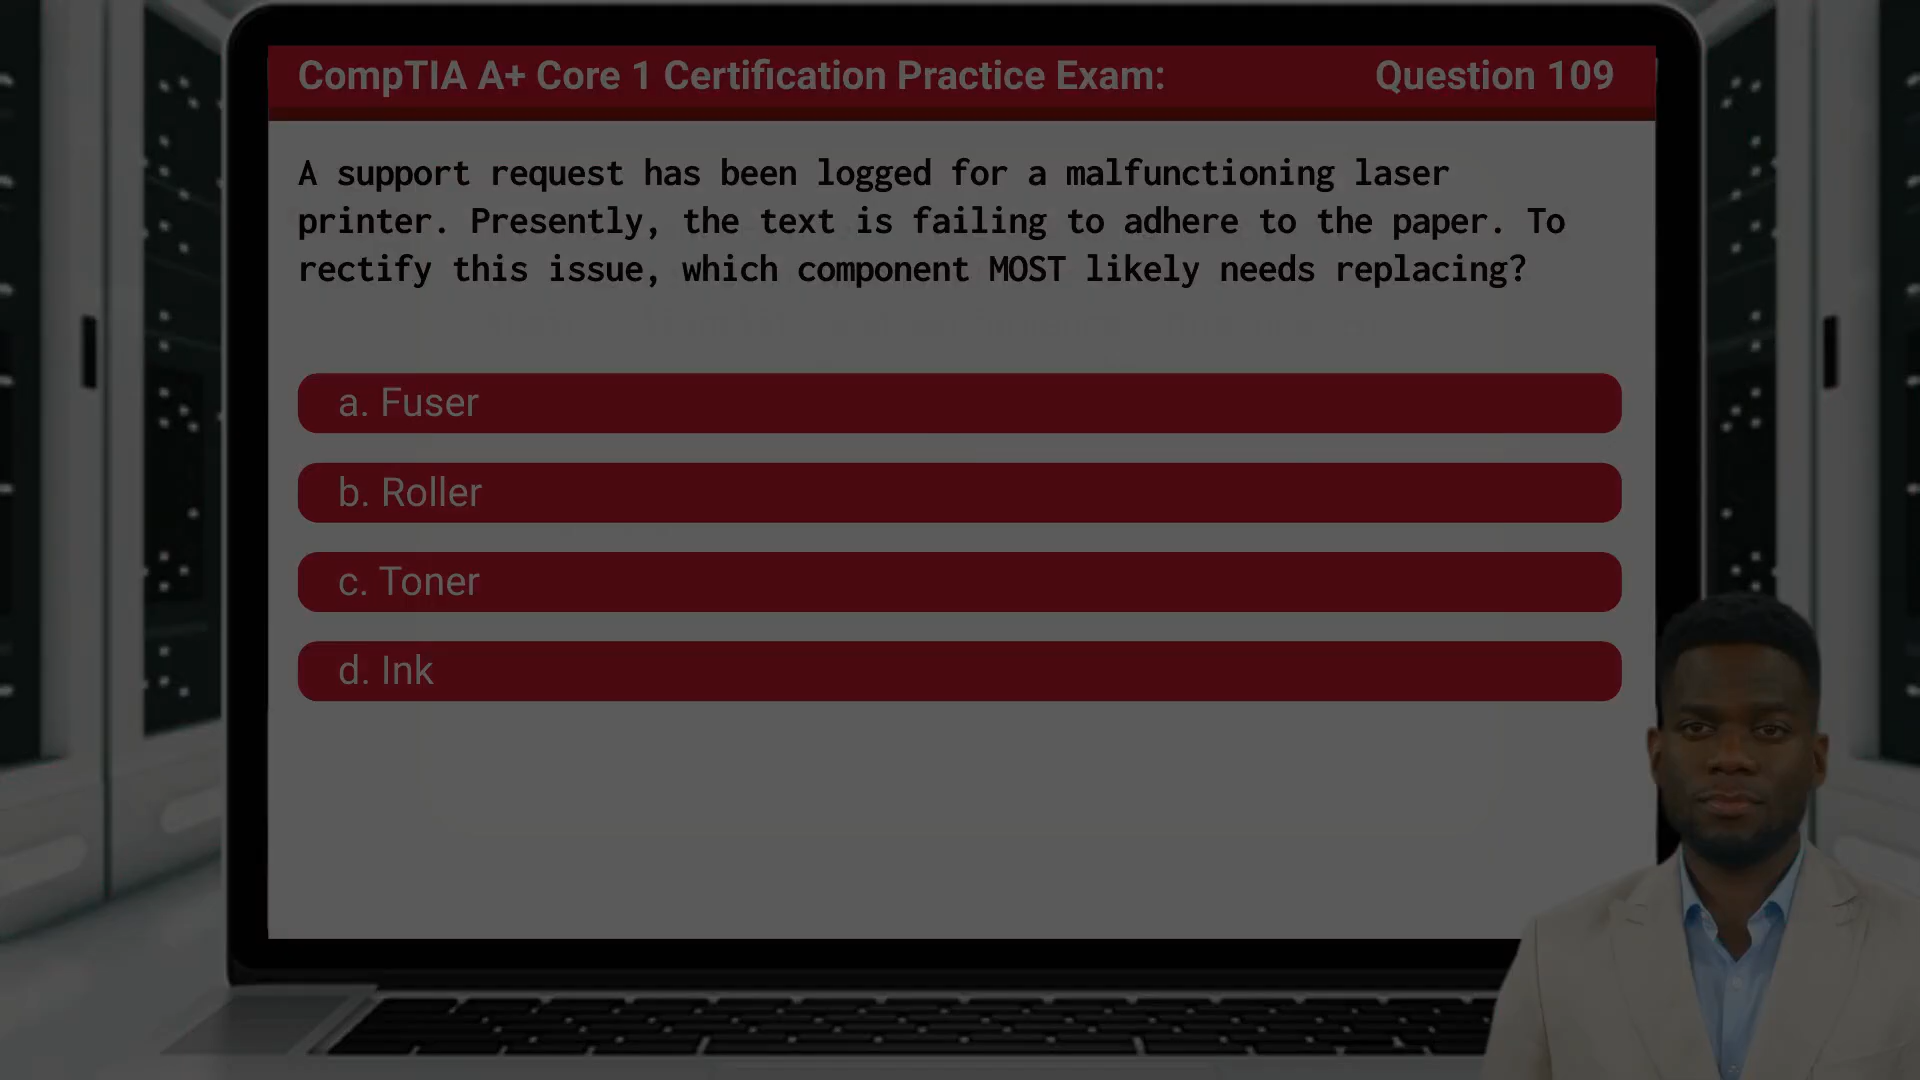 CompTIA A+ Core 1 Certification Practice Exam: Question 109
A support request has been logged for a malfunctioning laser
printer. Presently, the text is failing to adhere to the paper. To
rectify this issue, which component MOST likely needs replacing?
a. Fuser
b. Roller
c. Toner
d. Ink